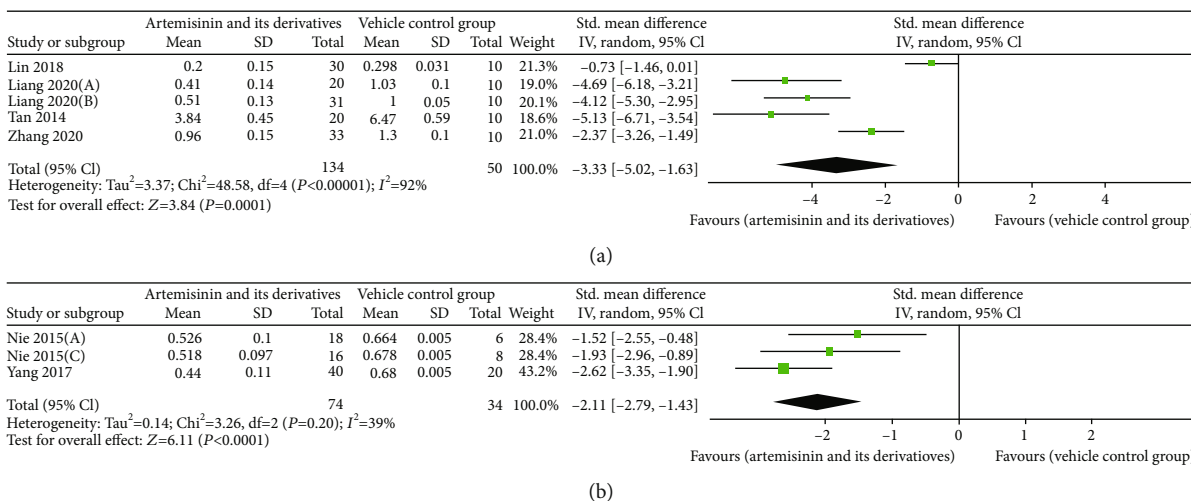 Artemisinin and its derivatives Vehicle control group Std. mean difference Std. mean difference
Study or subgroup Mean SD Total Mean SD Total Weight IV, random, 95% Cl IV, random, 95% Cl
Lin 2018 0.2 0.15 30 0.298 0.031 10 21.3% −0.73 [−1.46, 0.01]
Liang 2020(A) 0.41 0.14 20 1.03 0.1 10 19.0% −4.69 [−6.18, −3.21]
Liang 2020(B) 0.51 0.13 31 1 0.05 10 20.1% −4.12 [−5.30, −2.95]
Tan 2014 3.84 0.45 20 6.47 0.59 10 18.6% −5.13 [−6.71, −3.54]
Zhang 2020 0.96 0.15 33 1.3 0.1 10 21.0% −2.37 [−3.26, −1.49]
Total (95% Cl) 134 50 100.0% −3.33 [−5.02, −1.63]
Heterogeneity: Tau²=3.37; Chi²=48.58, df=4 (P<0.00001); I²=92%
Test for overall effect: Z=3.84 (P=0.0001)
−4 −2 0 2 4
Favours (artemisinin and its derivatioves) Favours (vehicle control group)
(a)
Artemisinin and its derivatives Vehicle control group Std. mean difference Std. mean difference
Study or subgroup Mean SD Total Mean SD Total Weight IV, random, 95% Cl IV, random, 95% Cl
Nie 2015(A) 0.526 0.1 18 0.664 0.005 6 28.4% −1.52 [−2.55, −0.48]
Nie 2015(C) 0.518 0.097 16 0.678 0.005 8 28.4% −1.93 [−2.96, −0.89]
Yang 2017 0.44 0.11 40 0.68 0.005 20 43.2% −2.62 [−3.35, −1.90]
Total (95% Cl) 74 34 100.0% −2.11 [−2.79, −1.43]
Heterogeneity: Tau²=0.14; Chi²=3.26, df=2 (P=0.20); I²=39%
Test for overall effect: Z=6.11 (P<0.0001)
−2 −1 0 1 2
Favours (artemisinin and its derivatioves) Favours (vehicle control group)
(b)